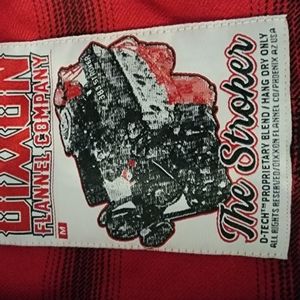 DIXXON
FLANNEL COMPANY
M
The Stroker
D-TECH™ PROPRIETARY BLEND / HANG DRY ONLY
ALL RIGHTS RESERVED/DIXXON FLANNEL CO/PHOENIX AZ USA